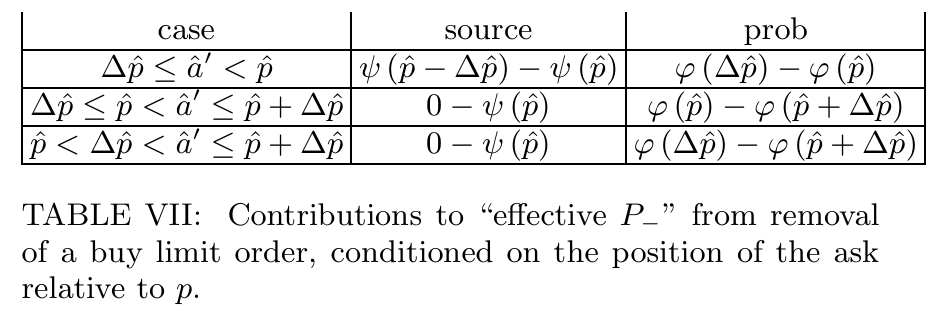 case source prob
Δp̂ ≤ â′ < p̂ ψ (p̂ − Δp̂) − ψ (p̂) φ (Δp̂) − φ (p̂)
Δp̂ ≤ p̂ < â′ ≤ p̂ + Δp̂ 0 − ψ (p̂) φ (p̂) − φ (p̂ + Δp̂)
p̂ < Δp̂ < â′ ≤ p̂ + Δp̂ 0 − ψ (p̂) φ (Δp̂) − φ (p̂ + Δp̂)
TABLE VII: Contributions to “effective P₋” from removal
of a buy limit order, conditioned on the position of the ask
relative to p.